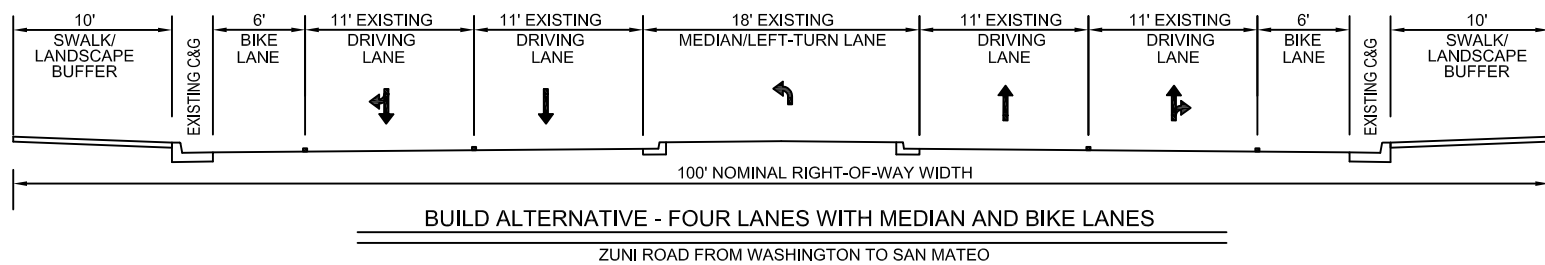 10'
SWALK/
LANDSCAPE
BUFFER
EXISTING C&G
6'
BIKE
LANE
11' EXISTING
DRIVING
LANE
11' EXISTING
DRIVING
LANE
18' EXISTING
MEDIAN/LEFT-TURN LANE
11' EXISTING
DRIVING
LANE
11' EXISTING
DRIVING
LANE
6'
BIKE
LANE
EXISTING C&G
10'
SWALK/
LANDSCAPE
BUFFER
100' NOMINAL RIGHT-OF-WAY WIDTH
BUILD ALTERNATIVE - FOUR LANES WITH MEDIAN AND BIKE LANES
ZUNI ROAD FROM WASHINGTON TO SAN MATEO